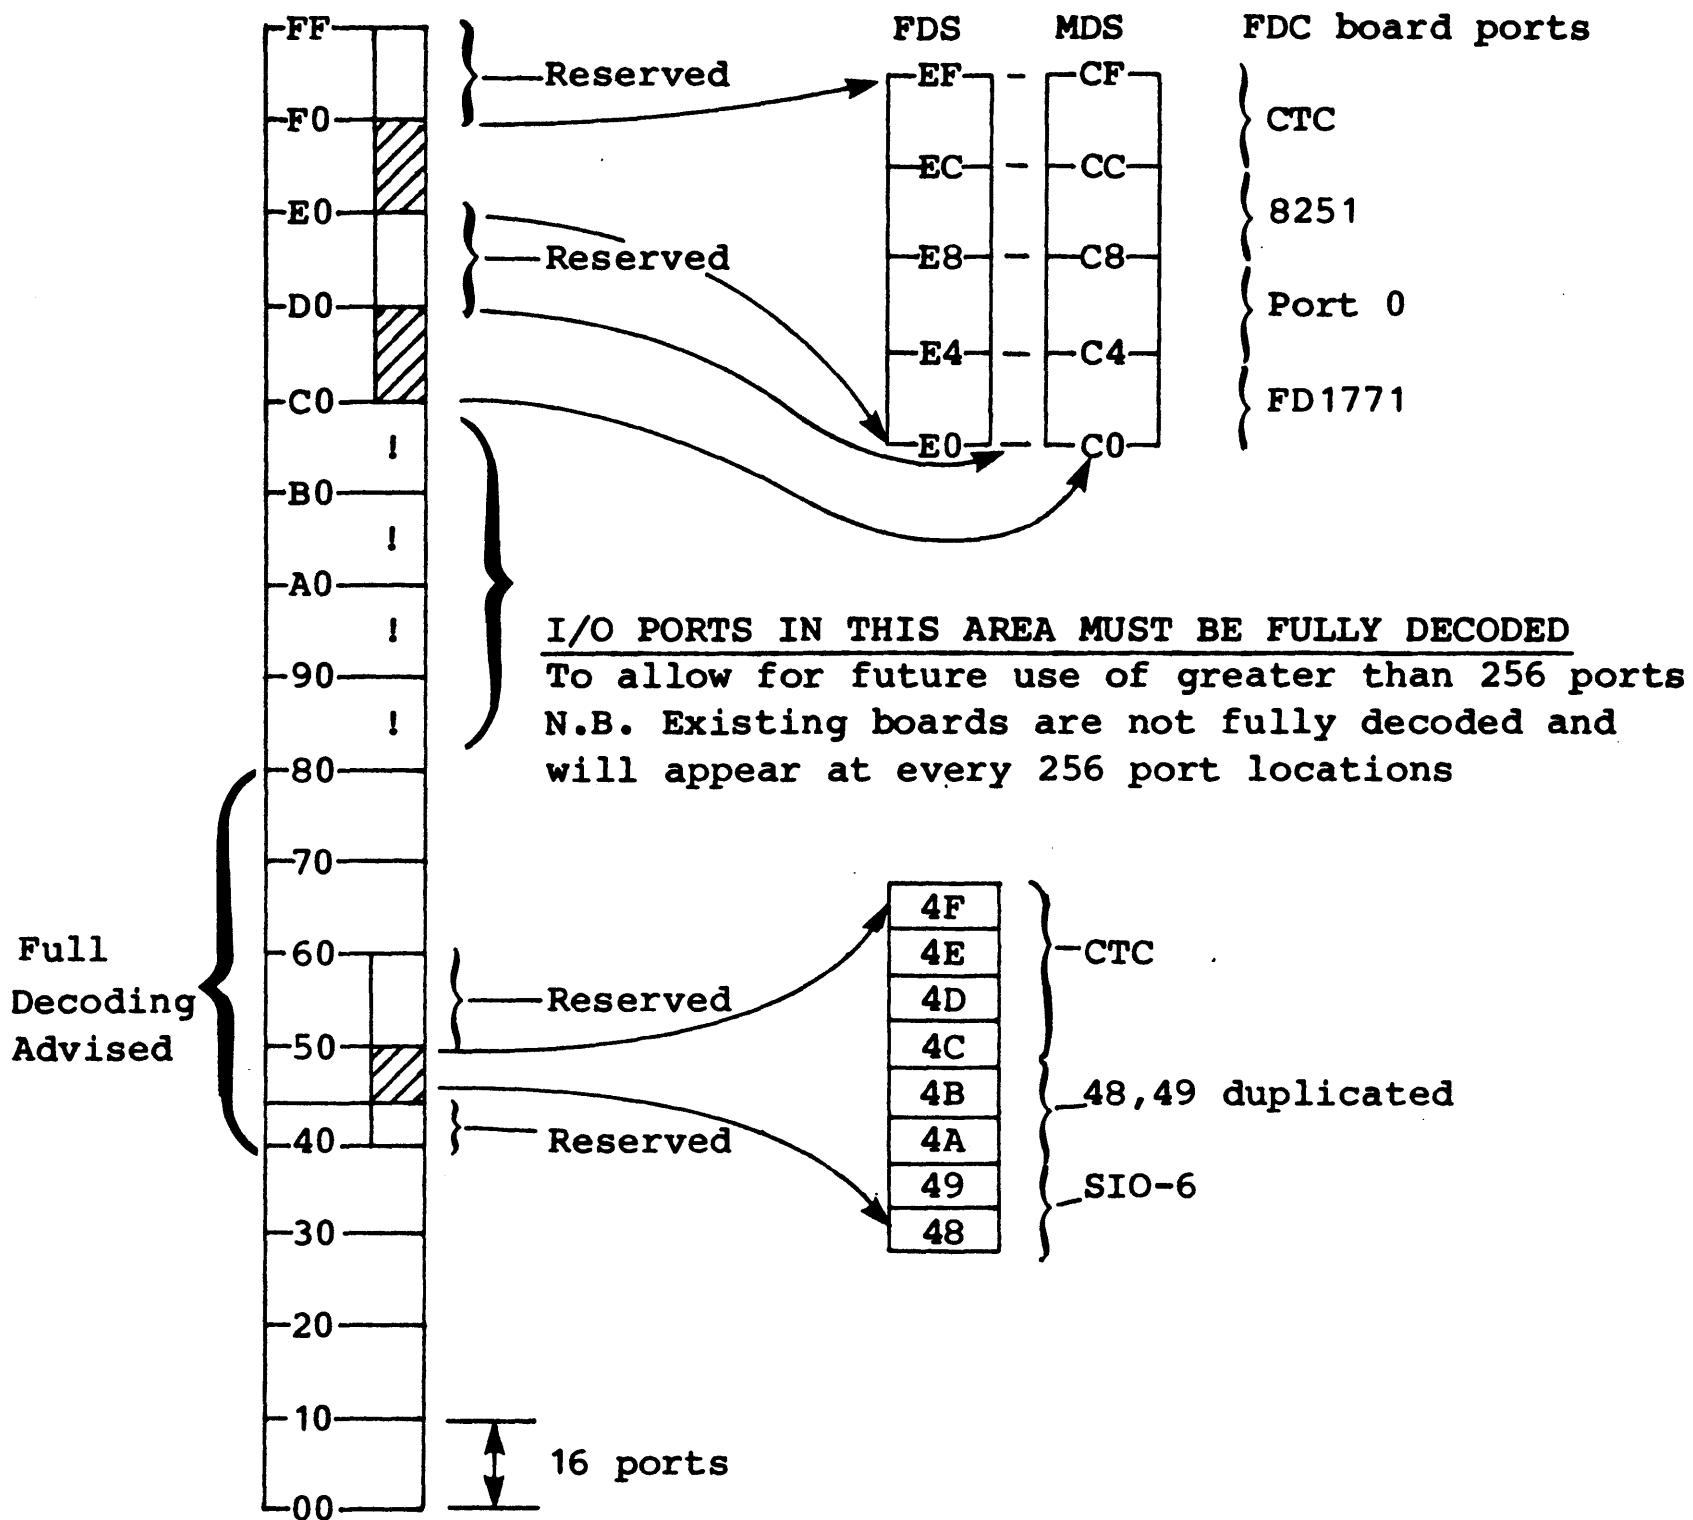 FDS MDS FDC board ports
FF
Reserved
EF - CF
CTC
F0
EC - CC
8251
E0
Reserved
E8 - C8
Port 0
D0
E4 - C4
FD1771
C0
E0 - C0
!
B0
!
A0
!
I/O PORTS IN THIS AREA MUST BE FULLY DECODED
To allow for future use of greater than 256 ports
N.B. Existing boards are not fully decoded and
will appear at every 256 port locations
90
!
80
70
Full
Decoding
Advised
60
Reserved
50
40
Reserved
4F
4E
4D
4C
4B
4A
49
48
CTC
48,49 duplicated
SIO-6
30
20
10
16 ports
00